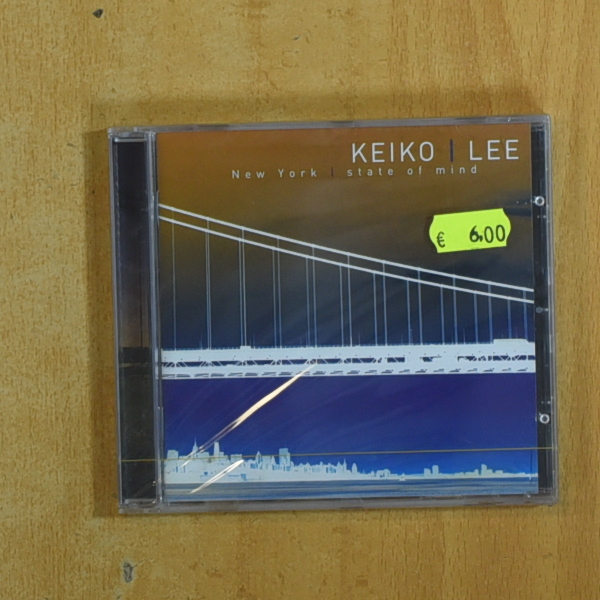 KEIKO | LEE
New York | state of mind
€ 6,00